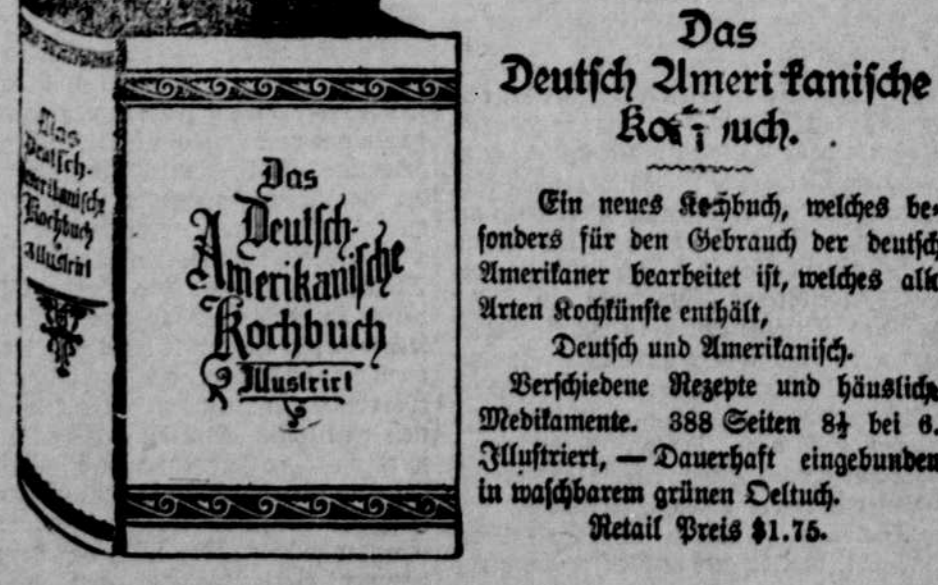 Das
Deutsch-
Amerikanische
Kochbuch
Illustrirt
Das
Deutsch-
Amerikanische
Kochbuch
Illustrirt
Das
Deutsch Ameri kanische
Ein neues Kochbuch, welches be-
sonders für den Gebrauch der deutsch
Amerikaner bearbeitet ist, welches alle
Arten Kochkünste enthält,
Deutsch und Amerikanisch.
Verschiedene Rezepte und häusliche
Medikamente. 388 Seiten 8½ bei 6.
Illustriert, — Dauerhaft eingebunden
in waschbarem grünen Oeltuch.
Retail Preis $1.75.